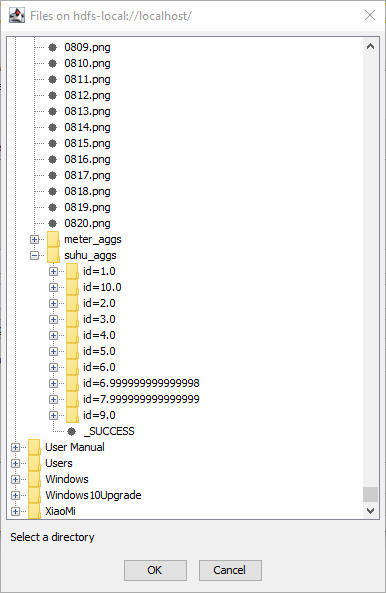 Files on hdfs-local://localhost/
0809.png
0810.png
0811.png
0812.png
0813.png
0814.png
0815.png
0816.png
0817.png
0818.png
0819.png
0820.png
meter_aggs
suhu_aggs
id=1.0
id=10.0
id=2.0
id=3.0
id=4.0
id=5.0
id=6.0
id=6.999999999999998
id=7.999999999999999
id=9.0
_SUCCESS
User Manual
Users
Windows
Windows10Upgrade
XiaoMi
Select a directory
OK Cancel